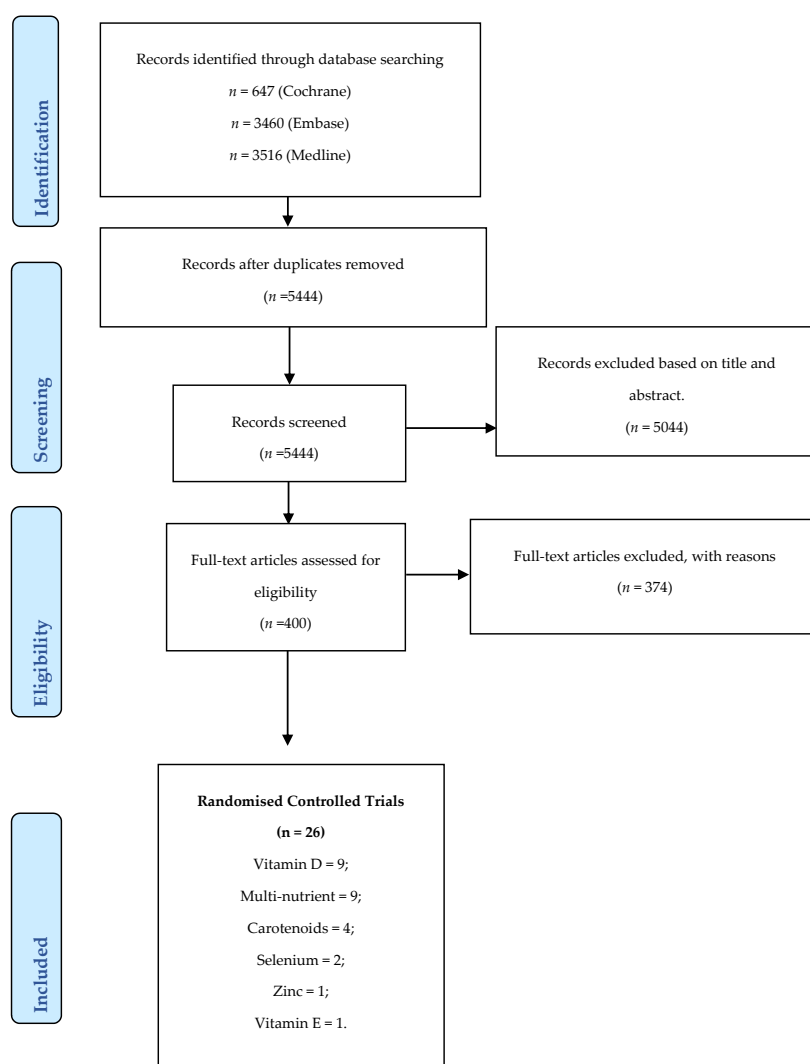 Identification
Records identified through database searching
n = 647 (Cochrane)
n = 3460 (Embase)
n = 3516 (Medline)
Records after duplicates removed
(n =5444)
Screening
Records screened
(n =5444)
Records excluded based on title and
abstract.
(n = 5044)
Eligibility
Full-text articles assessed for
eligibility
(n =400)
Full-text articles excluded, with reasons
(n = 374)
Included
Randomised Controlled Trials
(n = 26)
Vitamin D = 9;
Multi-nutrient = 9;
Carotenoids = 4;
Selenium = 2;
Zinc = 1;
Vitamin E = 1.